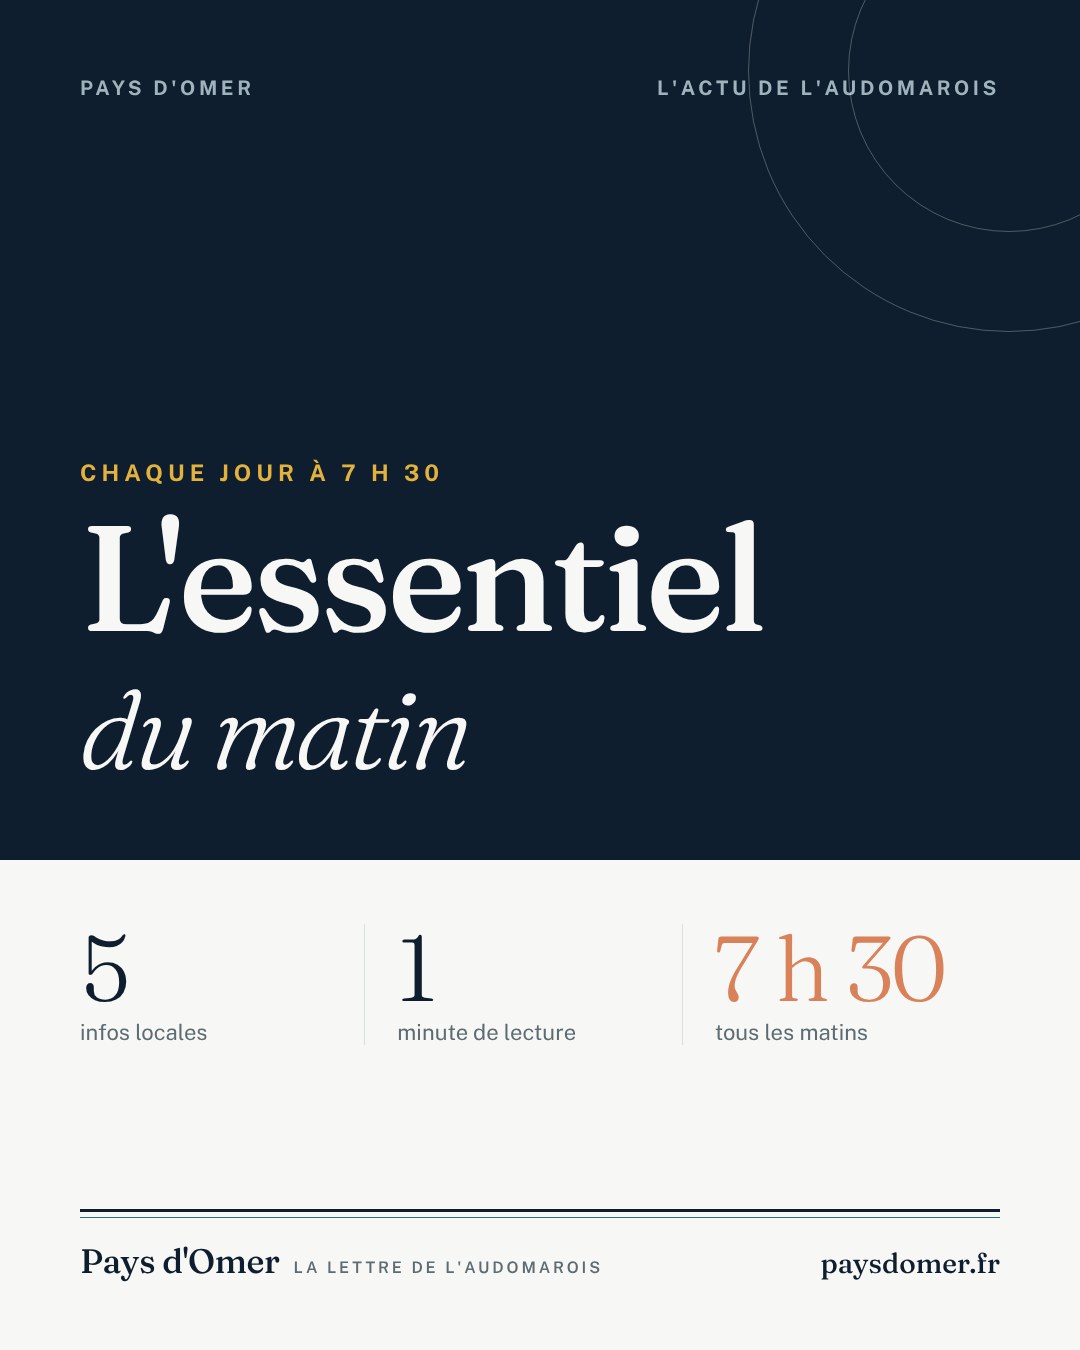 PAYS D'OMER
L'ACTU DE L'AUDOMAROIS
CHAQUE JOUR À 7 H 30
L'essentiel
du matin
5
infos locales
1
minute de lecture
7 h 30
tous les matins
Pays d'Omer LA LETTRE DE L'AUDOMAROIS
paysdomer.fr